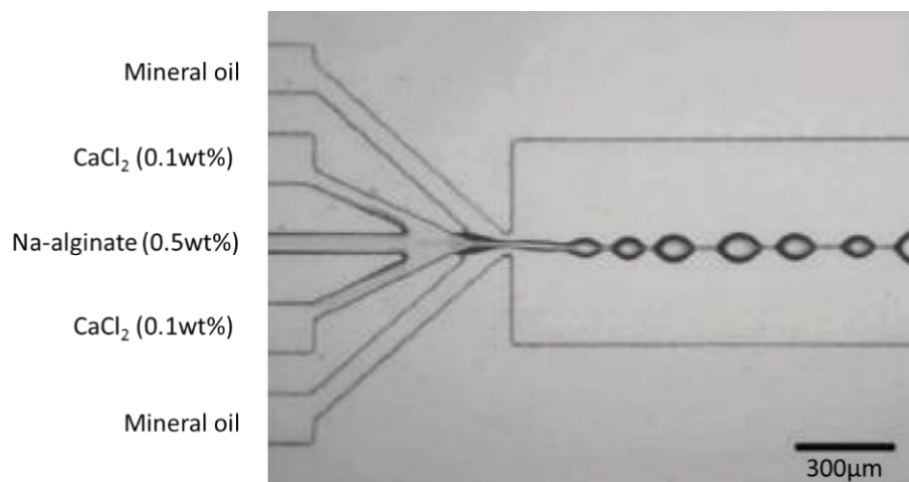 Mineral oil
CaCl₂ (0.1wt%)
Na-alginate (0.5wt%)
CaCl₂ (0.1wt%)
Mineral oil
300μm